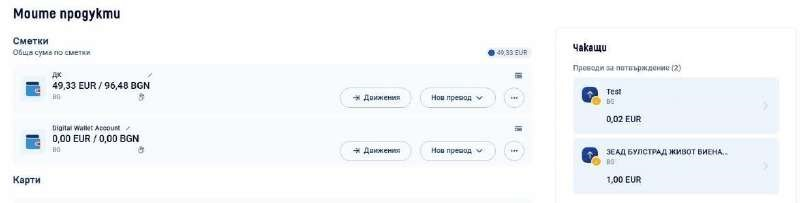 Моите продукти
Сметки
Обща сума по сметки
49,33 EUR
ДК
49,33 EUR / 96,48 BGN
BG
Движения
Нов превод
Digital Wallet Account
0,00 EUR / 0,00 BGN
BG
Движения
Нов превод
Карти
Чакащи
Преводи за потвърждение (2)
Test
BG
0,02 EUR
ЗЕАД БУЛСТРАД ЖИВОТ ВИЕНА...
BG
1,00 EUR